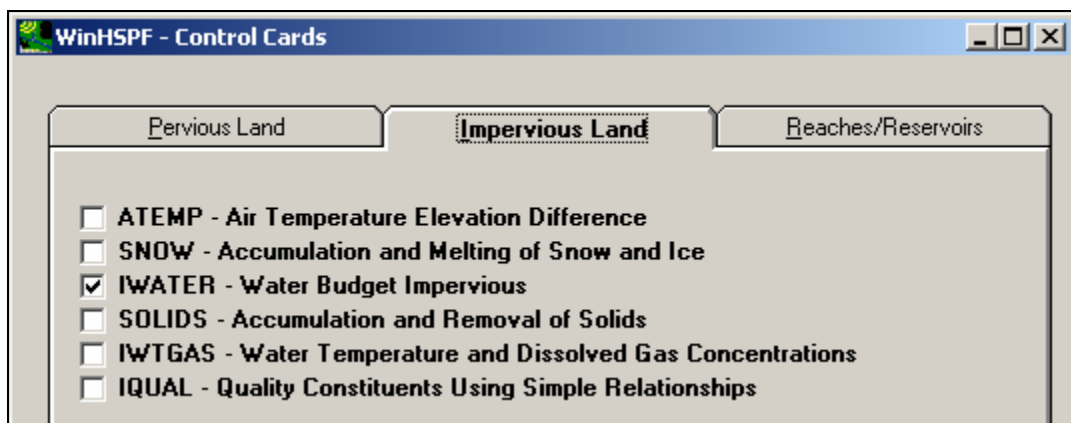 WinHSPF - Control Cards
Pervious Land Impervious Land Reaches/Reservoirs
ATEMP - Air Temperature Elevation Difference
SNOW - Accumulation and Melting of Snow and Ice
IWATER - Water Budget Impervious
SOLIDS - Accumulation and Removal of Solids
IWTGAS - Water Temperature and Dissolved Gas Concentrations
IQUAL - Quality Constituents Using Simple Relationships